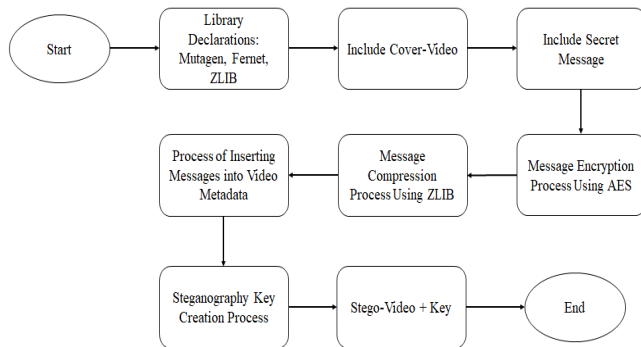 Start
Library
Declarations:
Mutagen, Fernet,
ZLIB
Include Cover-Video
Include Secret
Message
Message Encryption
Process Using AES
Message
Compression
Process Using ZLIB
Process of Inserting
Messages into Video
Metadata
Steganography Key
Creation Process
Stego-Video + Key
End